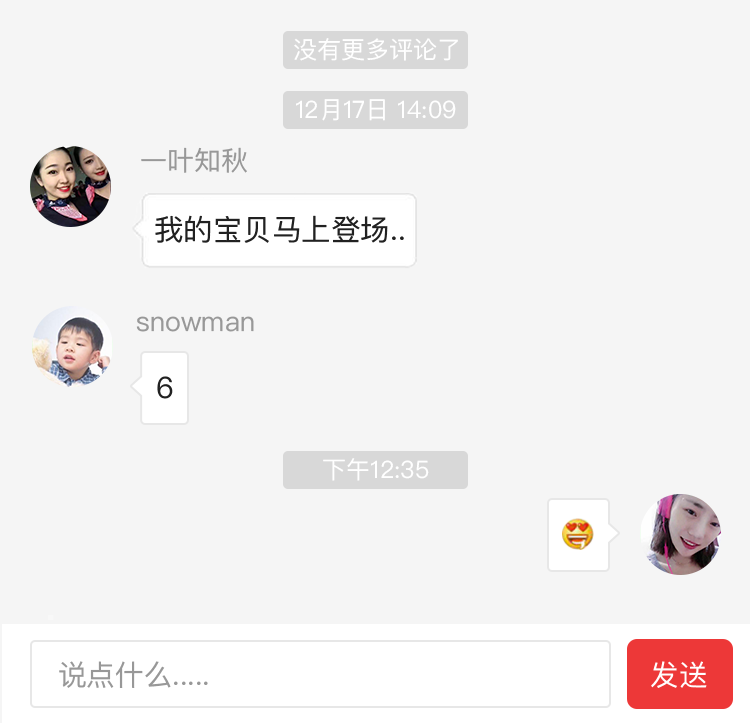 没有更多评论了
12月17日 14:09
一叶知秋
我的宝贝马上登场..
snowman
6
下午12:35
说点什么.....
发送